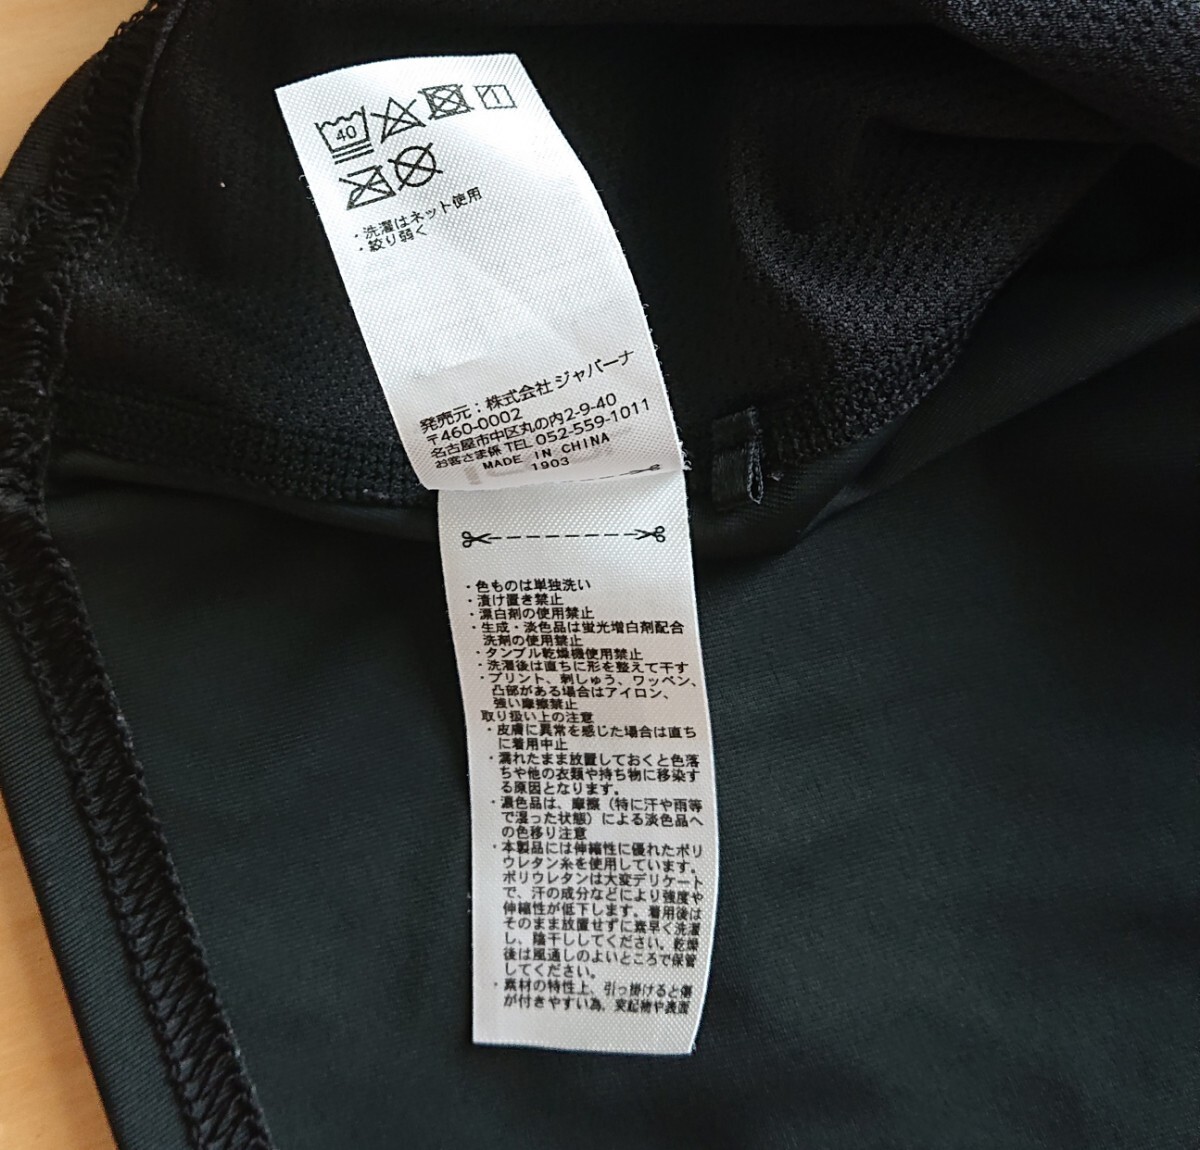 40
・洗濯はネット使用
・絞り弱く
発売元：株式会社ジャパーナ
〒460-0002
名古屋市中区丸の内2-9-40
お客さま係 TEL 052-559-1011
MADE IN CHINA
1903
・色ものは単独洗い
・漬け置き禁止
・漂白剤の使用禁止
・生成・淡色品は蛍光増白剤配合
洗剤の使用禁止
・タンブル乾燥機使用禁止
・洗濯後は直ちに形を整えて干す
・プリント、刺しゅう、ワッペン、
凸部がある場合はアイロン、
強い摩擦禁止
取り扱い上の注意
・皮膚に異常を感じた場合は直ち
に着用中止
・濡れたまま放置しておくと色落
ちや他の衣類や持ち物に移染す
る原因となります。
・濃色品は、摩擦（特に汗や雨等
で湿った状態）による淡色品へ
の色移り注意
・本製品には伸縮性に優れたポリ
ウレタン糸を使用しています。
ポリウレタンは大変デリケート
で、汗の成分などにより強度や
伸縮性が低下します。着用後は
そのまま放置せずに素早く洗濯
し、陰干ししてください。乾燥
後は風通しのよいところで保管
してください。
・素材の特性上、引っ掛けると傷
が付きやすい為、突起物や表面